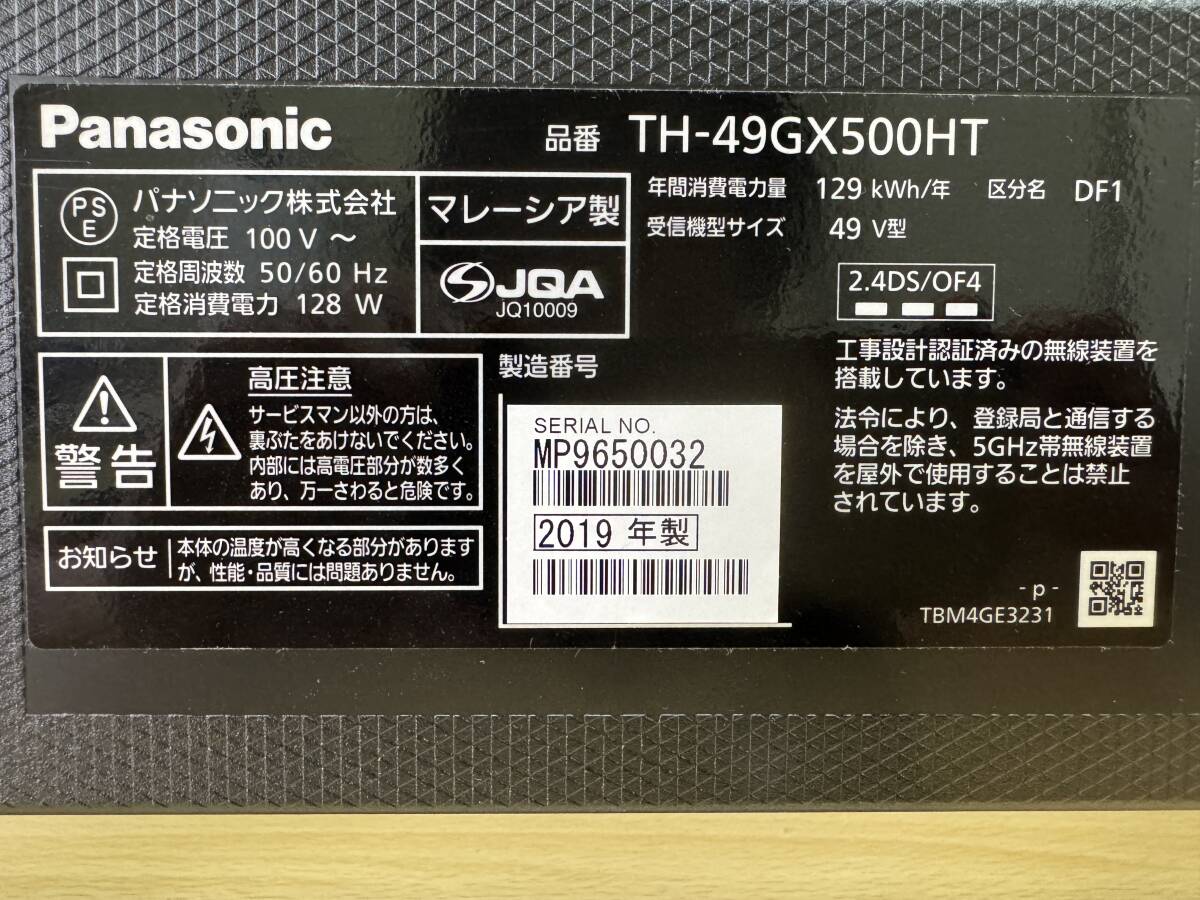 Panasonic
品番 TH-49GX500HT
PSE パナソニック株式会社
定格電圧 100 V ～
定格周波数 50/60 Hz
定格消費電力 128 W
マレーシア製
JQA
JQ10009
年間消費電力量 129 kWh/年 区分名 DF1
受信機型サイズ 49 V型
2.4DS/OF4
工事設計認証済みの無線装置を
搭載しています。
法令により、登録局と通信する
場合を除き、5GHz帯無線装置
を屋外で使用することは禁止
されています。
警告
高圧注意
サービスマン以外の方は、
裏ぶたをあけないでください。
内部には高電圧部分が数多く
あり、万一さわると危険です。
お知らせ
本体の温度が高くなる部分があります
が、性能・品質には問題ありません。
製造番号
SERIAL NO.
MP9650032
2019 年製
- p -
TBM4GE3231